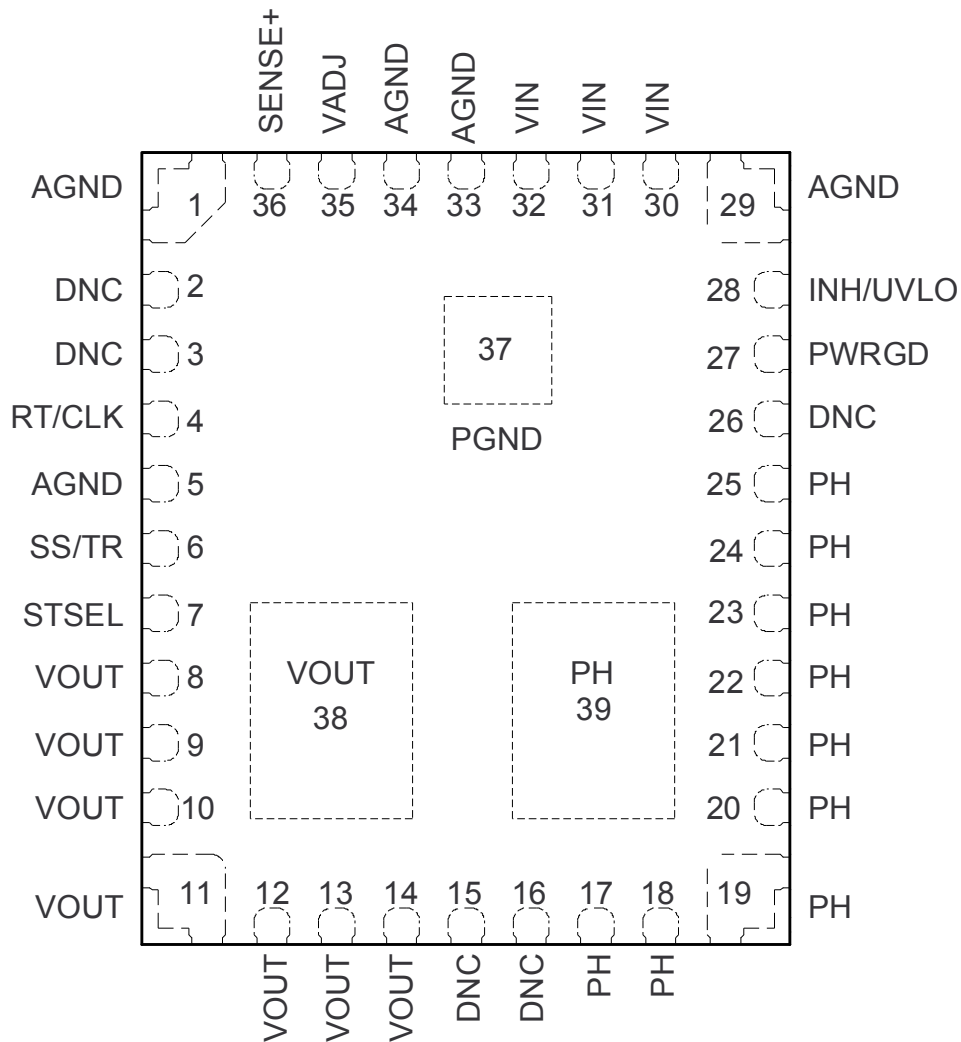 SENSE+
VADJ
AGND
AGND
VIN
VIN
VIN
AGND
1
36
35
34
33
32
31
30
29
AGND
DNC
2
28
INH/UVLO
DNC
3
37
27
PWRGD
RT/CLK
4
PGND
26
DNC
AGND
5
25
PH
SS/TR
6
24
PH
STSEL
7
23
PH
VOUT
8
VOUT
38
PH
39
22
PH
VOUT
9
21
PH
VOUT
10
20
PH
VOUT
11
12
13
14
15
16
17
18
19
PH
VOUT
VOUT
VOUT
DNC
DNC
PH
PH